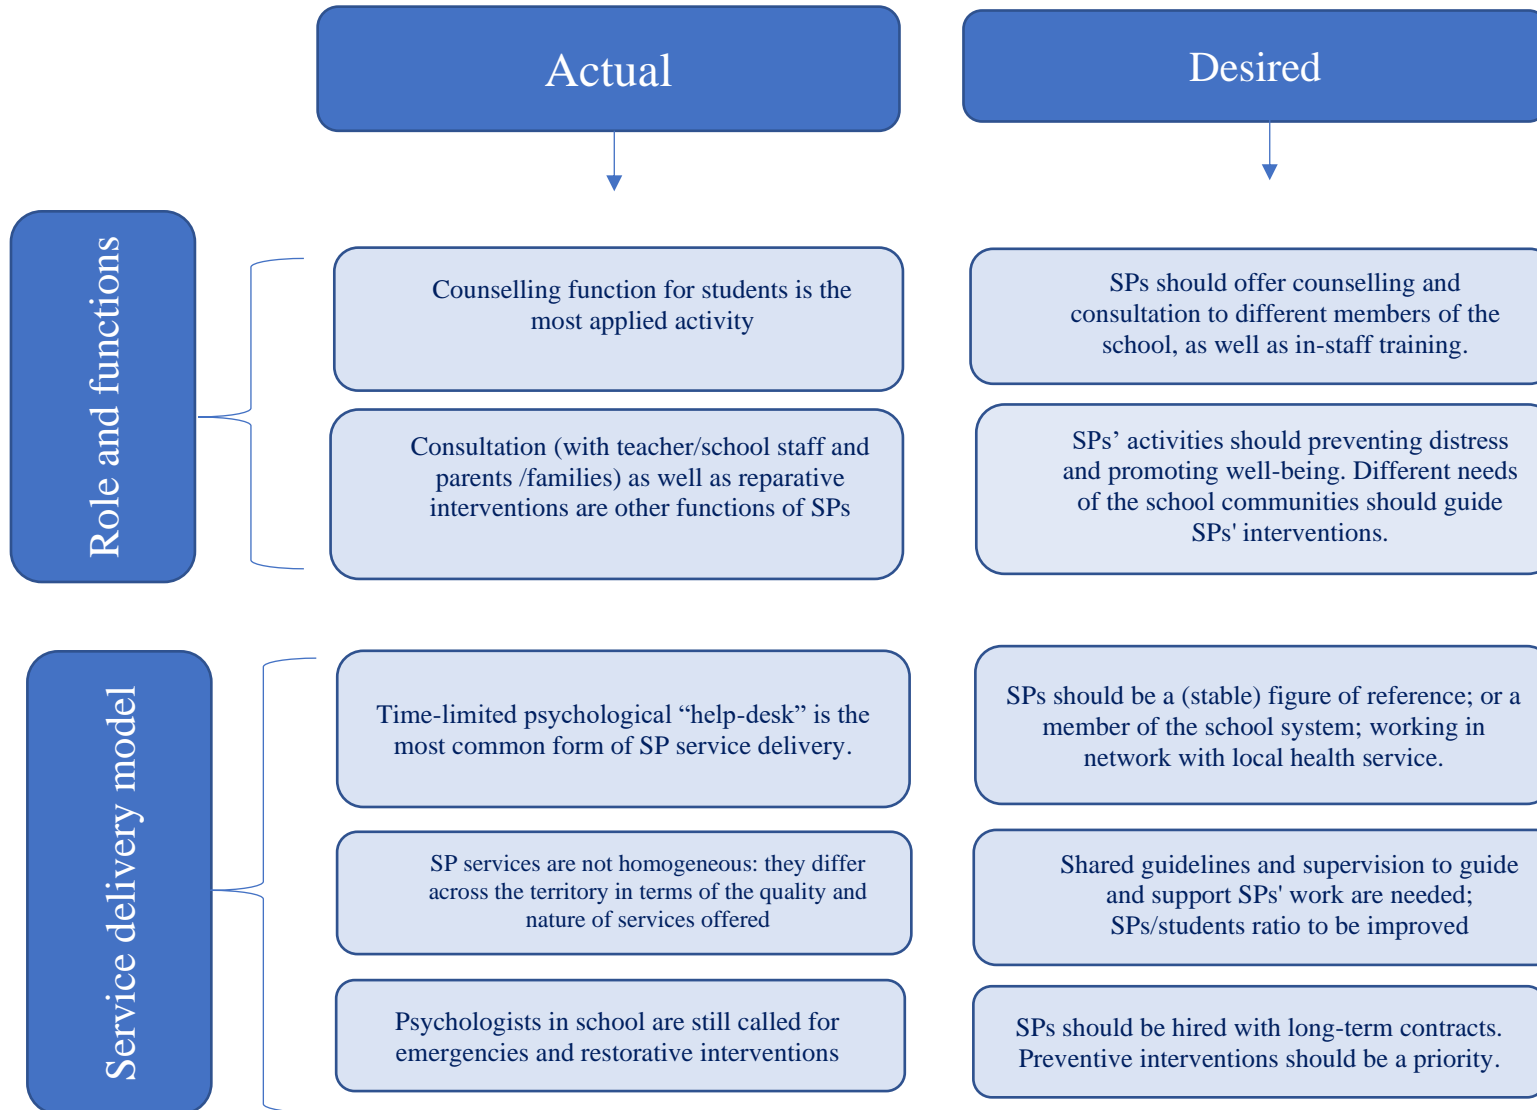 Actual
Desired
Role and functions
Counselling function for students is the
most applied activity
SPs should offer counselling and
consultation to different members of the
school, as well as in-staff training.
Consultation (with teacher/school staff and
parents /families) as well as reparative
interventions are other functions of SPs
SPs’ activities should preventing distress
and promoting well-being. Different needs
of the school communities should guide
SPs' interventions.
Service delivery model
Time-limited psychological “help-desk” is the
most common form of SP service delivery.
SPs should be a (stable) figure of reference; or a
member of the school system; working in
network with local health service.
SP services are not homogeneous: they differ
across the territory in terms of the quality and
nature of services offered
Shared guidelines and supervision to guide
and support SPs' work are needed;
SPs/students ratio to be improved
Psychologists in school are still called for
emergencies and restorative interventions
SPs should be hired with long-term contracts.
Preventive interventions should be a priority.